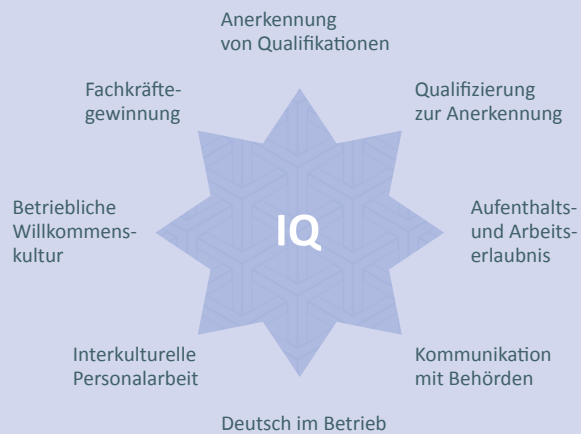 Anerkennung
von Qualifikationen
Fachkräfte-
gewinnung
Qualifizierung
zur Anerkennung
Betriebliche
Willkommens-
kultur
IQ
Aufenthalts-
und Arbeits-
erlaubnis
Interkulturelle
Personalarbeit
Kommunikation
mit Behörden
Deutsch im Betrieb